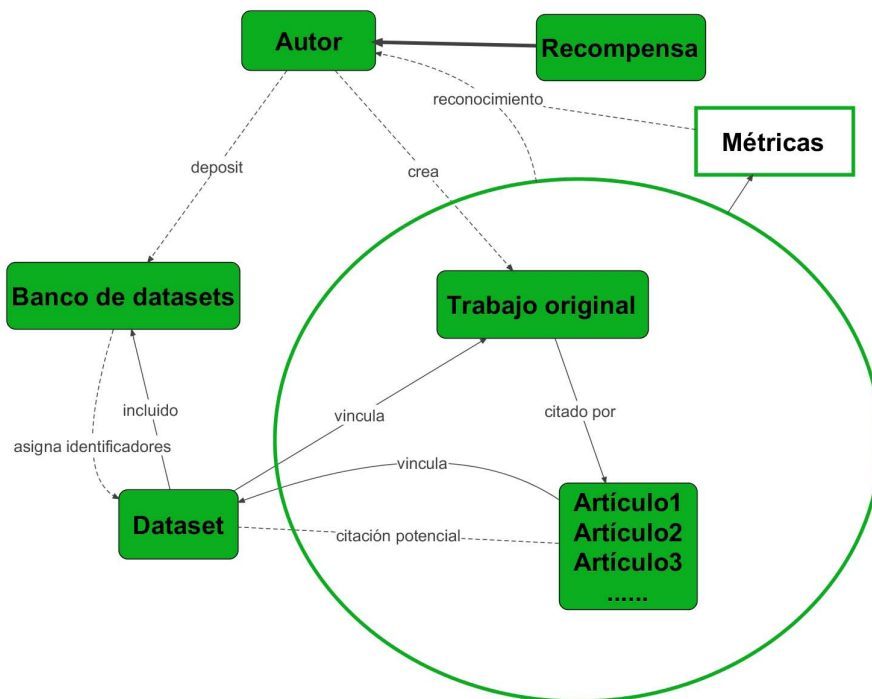 Autor
Recompensa
reconocimiento
Métricas
deposit
crea
Banco de datasets
Trabajo original
incluido
vincula
citado por
asigna identificadores
vincula
Dataset
citación potencial
Artículo1
Artículo2
Artículo3
......